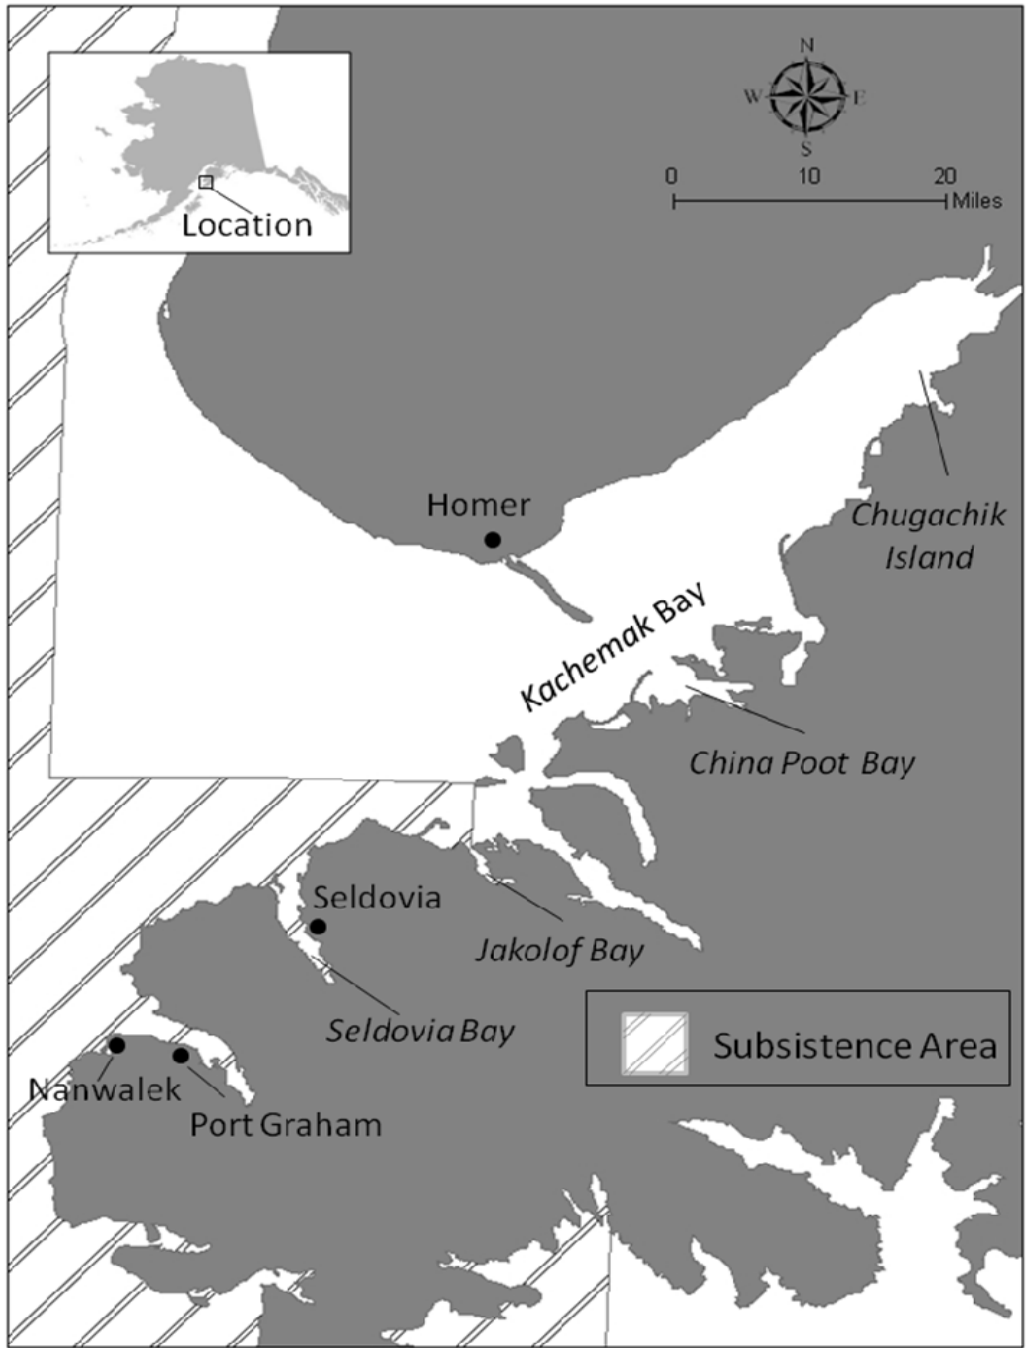 N
W E
S
0 10 20
Miles
Location
Homer
Chugachik
Island
Kachemak Bay
China Poot Bay
Seldovia
Jakolof Bay
Seldovia Bay
Subsistence Area
Nanwalek
Port Graham